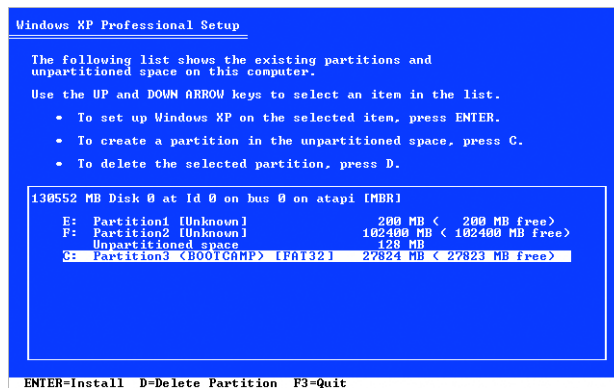 Windows XP Professional Setup
The following list shows the existing partitions and
unpartitioned space on this computer.
Use the UP and DOWN ARROW keys to select an item in the list.
• To set up Windows XP on the selected item, press ENTER.
• To create a partition in the unpartitioned space, press C.
• To delete the selected partition, press D.
130552 MB Disk 0 at Id 0 on bus 0 on atapi [MBR]
E: Partition1 [Unknown] 200 MB ( 200 MB free)
F: Partition2 [Unknown] 102400 MB ( 102400 MB free)
Unpartitioned space 128 MB
C: Partition3 (BOOTCAMP) [FAT32] 27824 MB ( 27823 MB free)
ENTER=Install D=Delete Partition F3=Quit